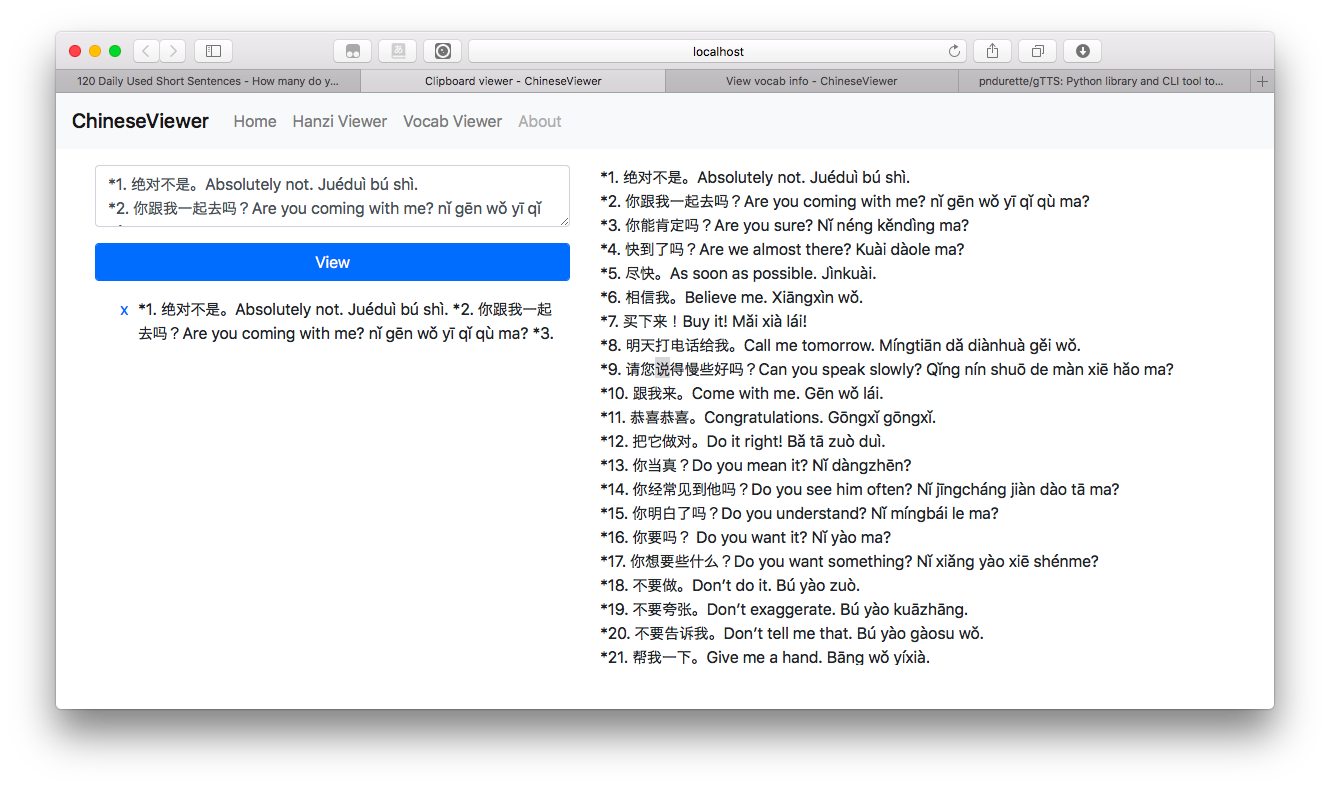 localhost
120 Daily Used Short Sentences - How many do y...
Clipboard viewer - ChineseViewer
View vocab info - ChineseViewer
pndurette/gTTS: Python library and CLI tool to...
ChineseViewer
Home
Hanzi Viewer
Vocab Viewer
About
*1. 绝对不是。Absolutely not. Juéduì bú shì.
*2. 你跟我一起去吗？Are you coming with me? nǐ gēn wǒ yī qǐ
View
x *1. 绝对不是。Absolutely not. Juéduì bú shì. *2. 你跟我一起
去吗？Are you coming with me? nǐ gēn wǒ yī qǐ qù ma? *3.
*1. 绝对不是。Absolutely not. Juéduì bú shì.
*2. 你跟我一起去吗？Are you coming with me? nǐ gēn wǒ yī qǐ qù ma?
*3. 你能肯定吗？Are you sure? Nǐ néng kěndìng ma?
*4. 快到了吗？Are we almost there? Kuài dàole ma?
*5. 尽快。As soon as possible. Jìnkuài.
*6. 相信我。Believe me. Xiāngxìn wǒ.
*7. 买下来！Buy it! Mǎi xià lái!
*8. 明天打电话给我。Call me tomorrow. Míngtiān dǎ diànhuà gěi wǒ.
*9. 请您说得慢些好吗？Can you speak slowly? Qǐng nín shuō de màn xiē hǎo ma?
*10. 跟我来。Come with me. Gēn wǒ lái.
*11. 恭喜恭喜。Congratulations. Gōngxǐ gōngxǐ.
*12. 把它做对。Do it right! Bǎ tā zuò duì.
*13. 你当真？Do you mean it? Nǐ dàngzhēn?
*14. 你经常见到他吗？Do you see him often? Nǐ jīngcháng jiàn dào tā ma?
*15. 你明白了吗？Do you understand? Nǐ míngbái le ma?
*16. 你要吗？ Do you want it? Nǐ yào ma?
*17. 你想要些什么？Do you want something? Nǐ xiǎng yào xiē shénme?
*18. 不要做。Don’t do it. Bú yào zuò.
*19. 不要夸张。Don’t exaggerate. Bú yào kuāzhāng.
*20. 不要告诉我。Don’t tell me that. Bú yào gàosu wǒ.
*21. 帮我一下。Give me a hand. Bāng wǒ yíxià.